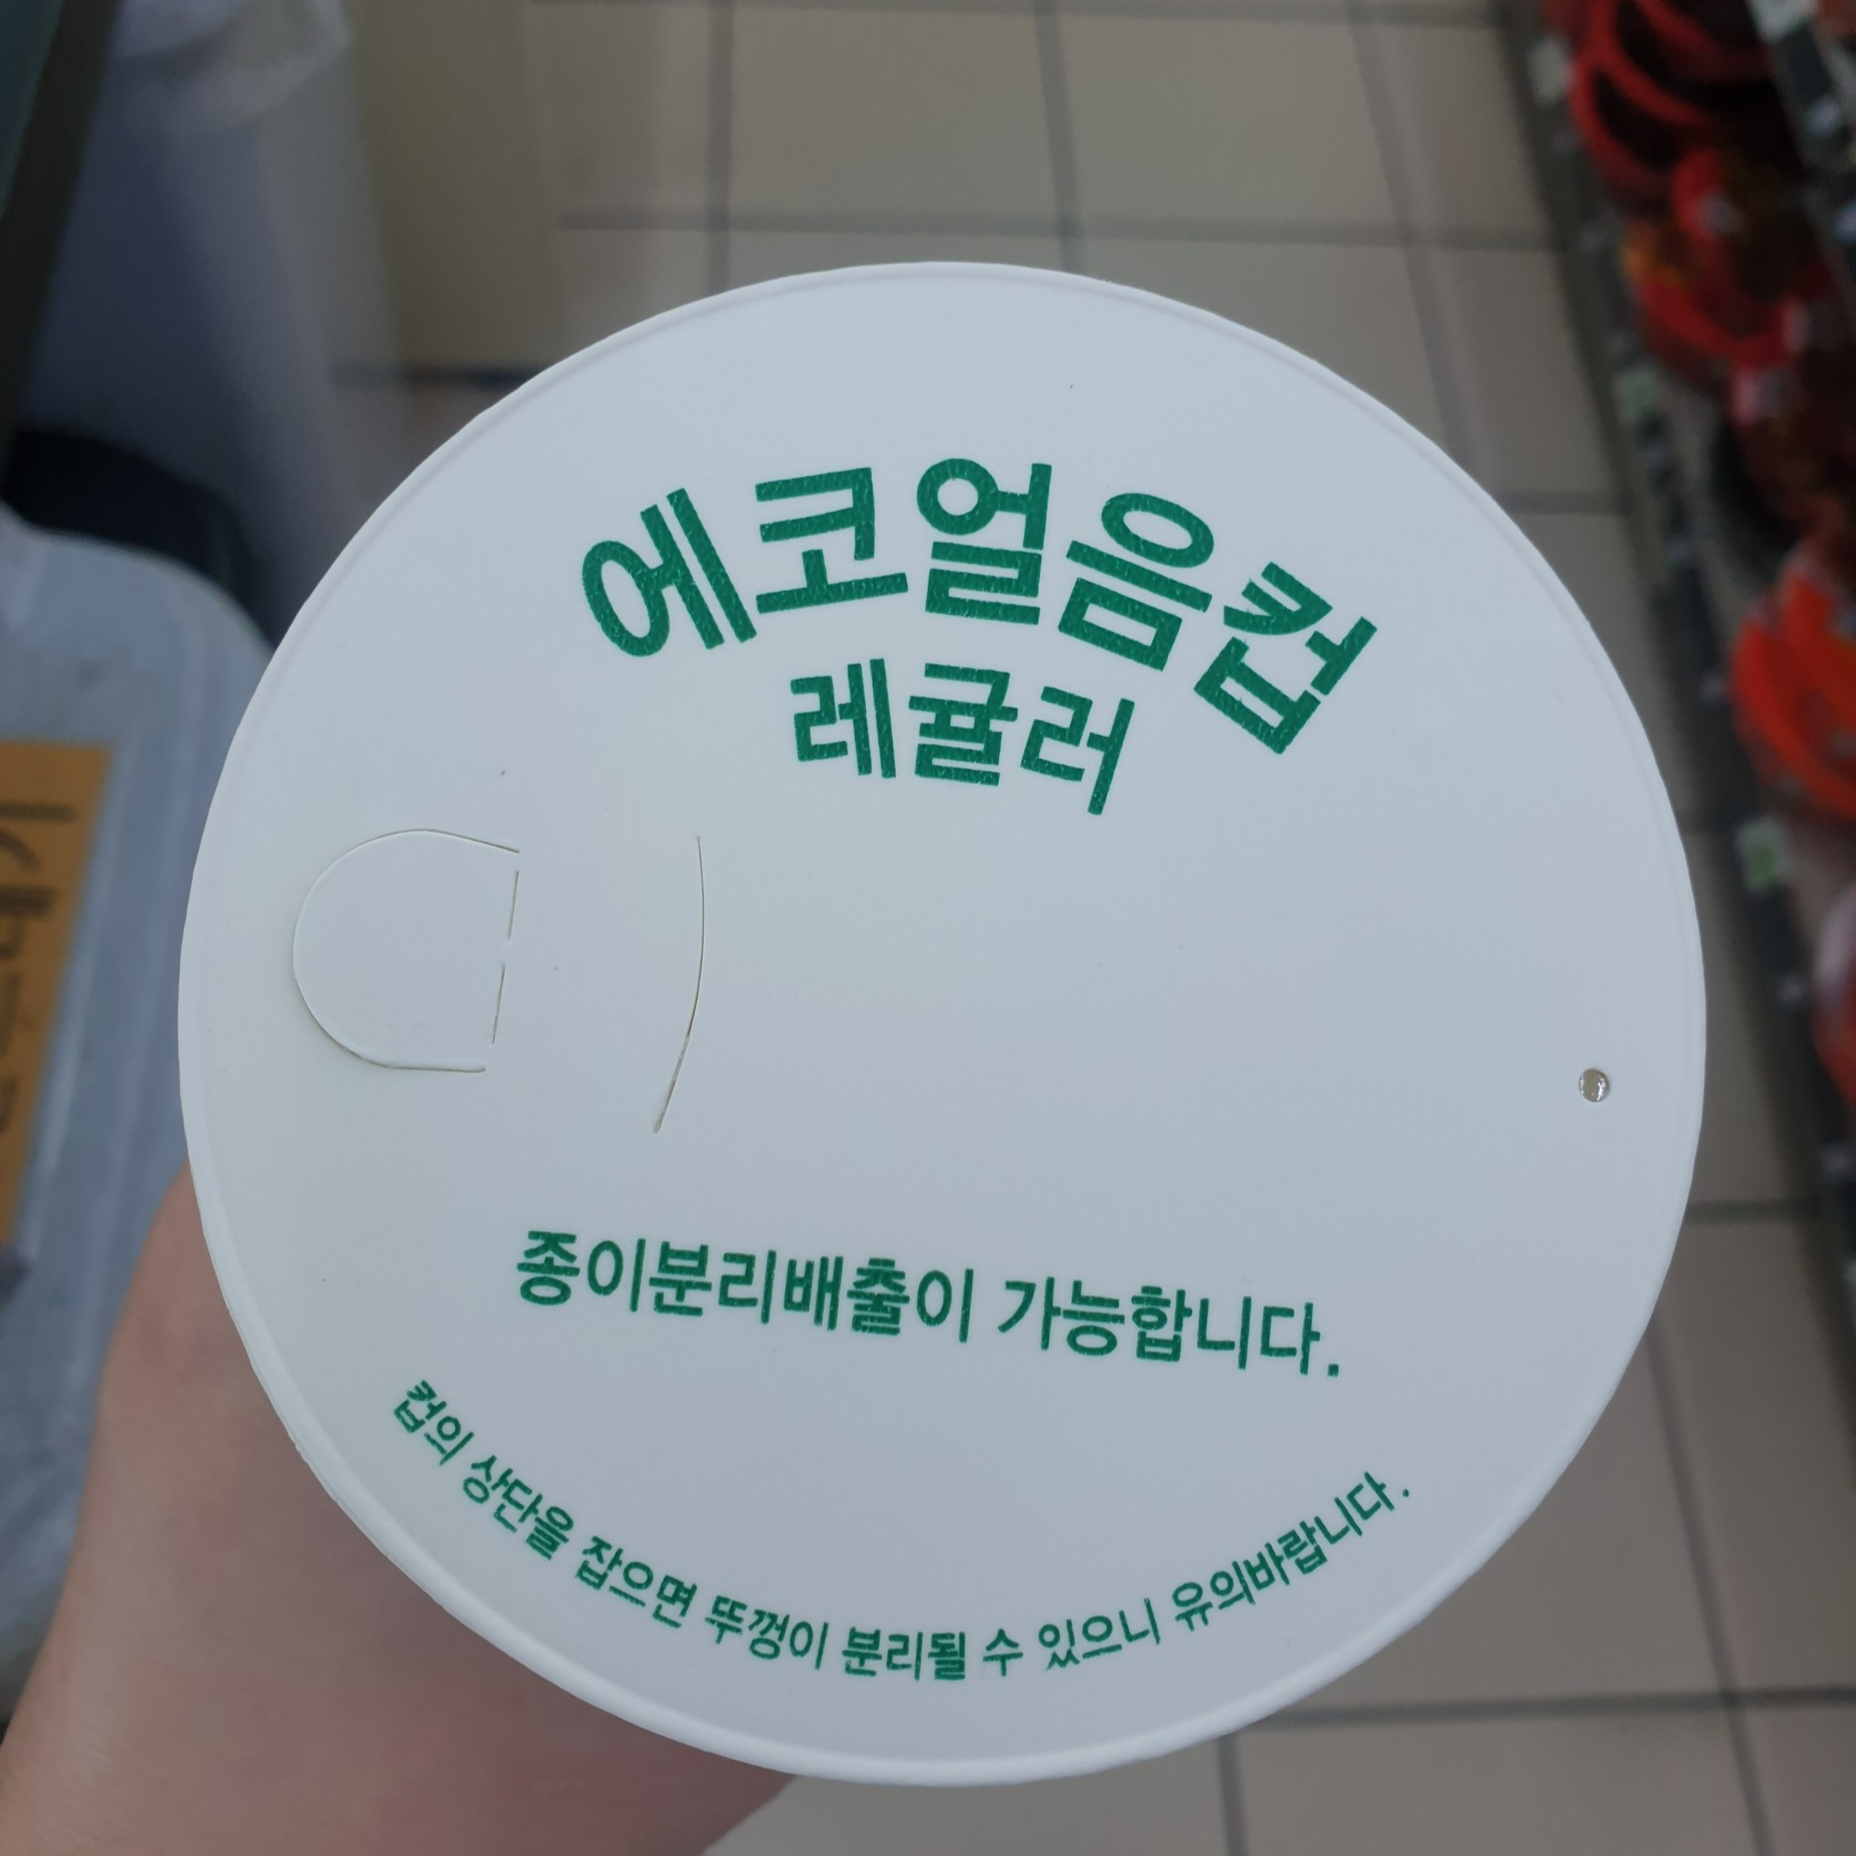 에코얼음컵
레귤러
종이분리배출이 가능합니다.
컵의 상단을 잡으면 뚜껑이 분리될 수 있으니 유의바랍니다.